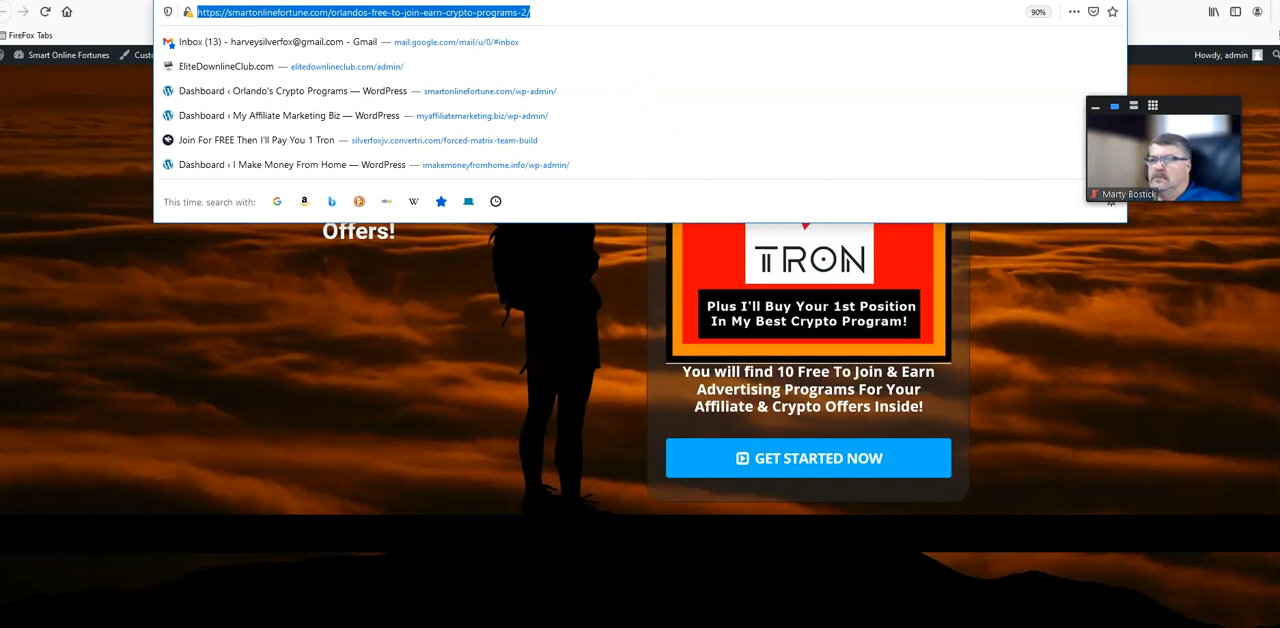 https://smartonlinefortune.com/orlandos-free-to-join-earn-crypto-programs-2/
90%
FireFox Tabs
Smart Online Fortunes
Custo
Howdy, admin
Inbox (13) - harveysilverfox@gmail.com - Gmail — mail.google.com/mail/u/0/#inbox
EliteDownlineClub.com — elitedownlineclub.com/admin/
Dashboard ‹ Orlando's Crypto Programs — WordPress — smartonlinefortune.com/wp-admin/
Dashboard ‹ My Affiliate Marketing Biz — WordPress — myaffiliatemarketing.biz/wp-admin/
Join For FREE Then I'll Pay You 1 Tron — silverfoxjv.convertri.com/forced-matrix-team-build
Dashboard ‹ I Make Money From Home — WordPress — imakemoneyfromhome.info/wp-admin/
This time, search with:
Marty Bostick
Offers!
TRON
Plus I'll Buy Your 1st Position
In My Best Crypto Program!
You will find 10 Free To Join & Earn
Advertising Programs For Your
Affiliate & Crypto Offers Inside!
GET STARTED NOW